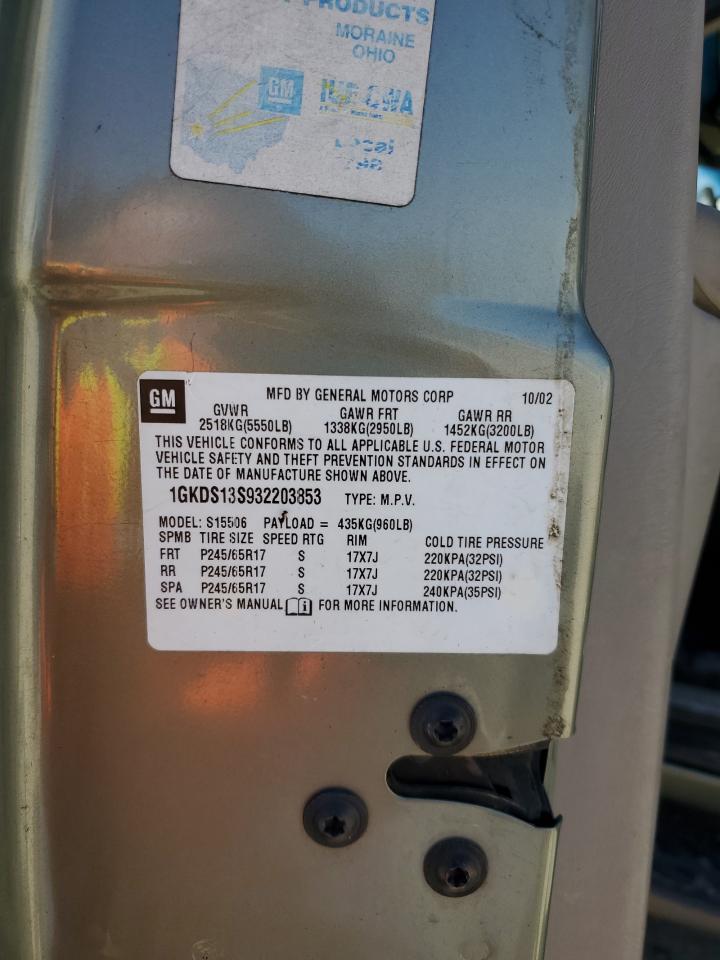 PRODUCTS
MORAINE
OHIO
GM
IUE CWA
GM
MFD BY GENERAL MOTORS CORP 10/02
GVWR GAWR FRT GAWR RR
2518KG(5550LB) 1338KG(2950LB) 1452KG(3200LB)
THIS VEHICLE CONFORMS TO ALL APPLICABLE U.S. FEDERAL MOTOR
VEHICLE SAFETY AND THEFT PREVENTION STANDARDS IN EFFECT ON
THE DATE OF MANUFACTURE SHOWN ABOVE.
1GKDS13S932203853 TYPE: M.P.V.
MODEL: S15506 PAYLOAD = 435KG(960LB)
SPMB TIRE SIZE SPEED RTG RIM COLD TIRE PRESSURE
FRT P245/65R17 S 17X7J 220KPA(32PSI)
RR P245/65R17 S 17X7J 220KPA(32PSI)
SPA P245/65R17 S 17X7J 240KPA(35PSI)
SEE OWNER'S MANUAL FOR MORE INFORMATION.